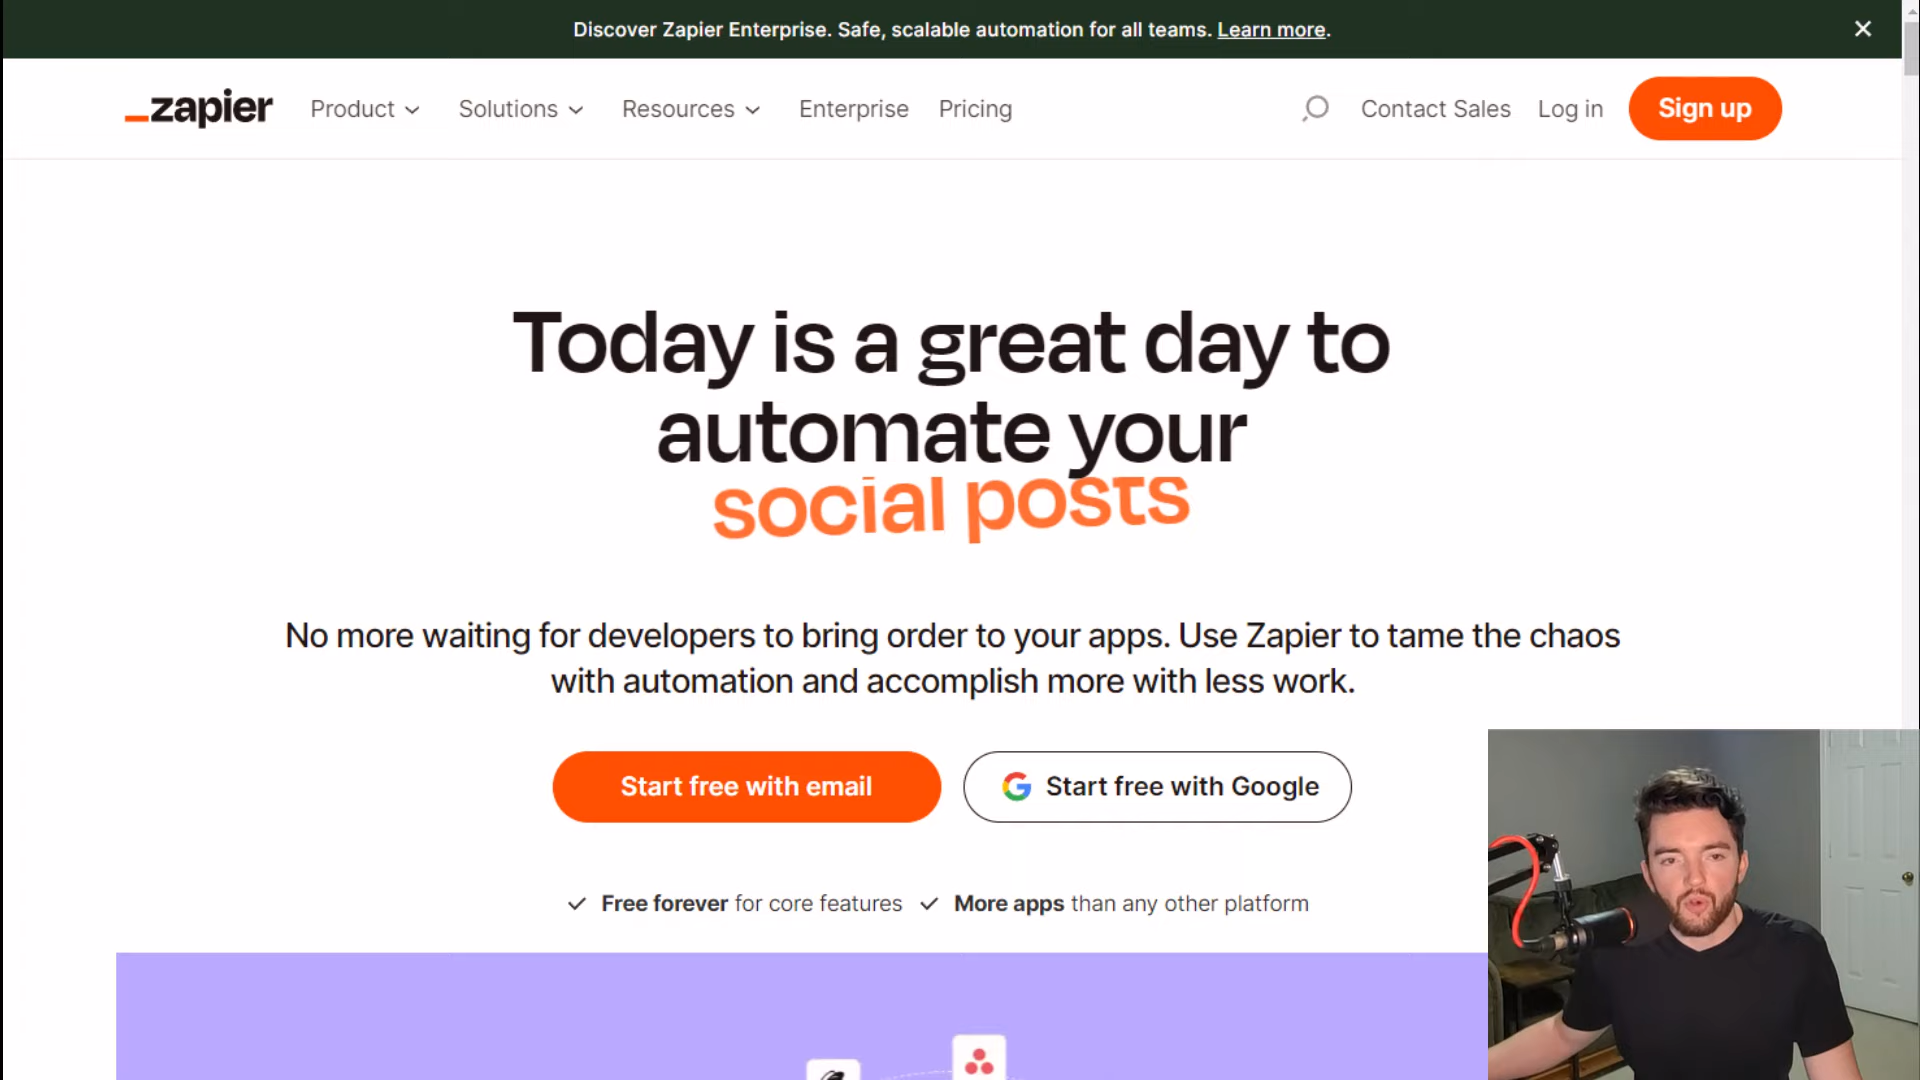 Discover Zapier Enterprise. Safe, scalable automation for all teams. Learn more.
zapier Product Solutions Resources Enterprise Pricing Contact Sales Log in Sign up
Today is a great day to
automate your
social posts
No more waiting for developers to bring order to your apps. Use Zapier to tame the chaos
with automation and accomplish more with less work.
Start free with email Start free with Google
Free forever for core features More apps than any other platform